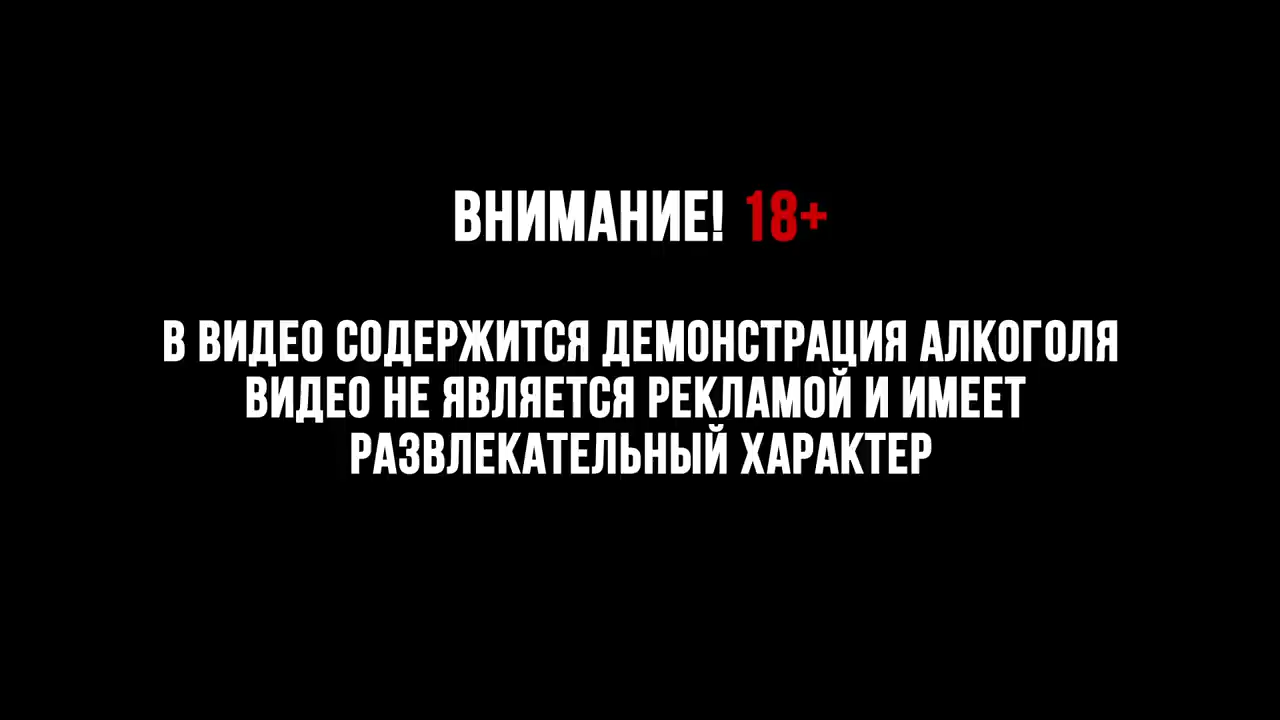 ВНИМАНИЕ! 18+
В ВИДЕО СОДЕРЖИТСЯ ДЕМОНСТРАЦИЯ АЛКОГОЛЯ
ВИДЕО НЕ ЯВЛЯЕТСЯ РЕКЛАМОЙ И ИМЕЕТ
РАЗВЛЕКАТЕЛЬНЫЙ ХАРАКТЕР